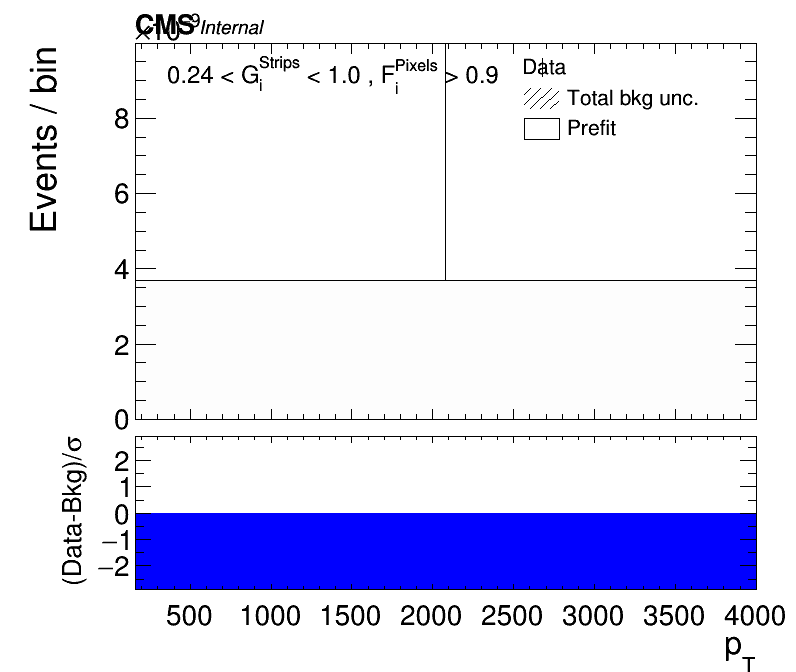 CMS Internal
×10⁻⁹
0.24 < G_i^Strips < 1.0 , F_i^Pixels > 0.9
Data
Total bkg unc.
Prefit
Events / bin
8
6
4
2
0
(Data-Bkg)/σ
2
1
0
−1
−2
500 1000 1500 2000 2500 3000 3500 4000
p_T